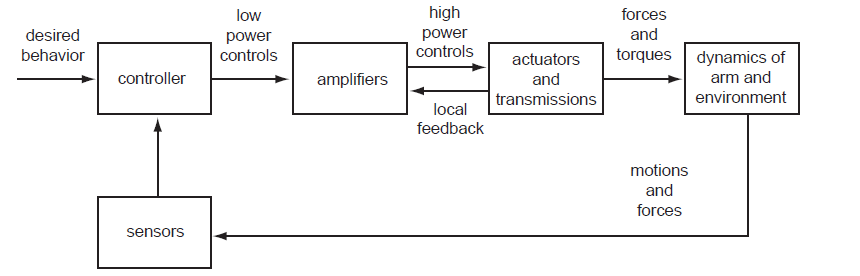 desired
behavior
controller
low
power
controls
amplifiers
high
power
controls
local
feedback
actuators
and
transmissions
forces
and
torques
dynamics of
arm and
environment
motions
and
forces
sensors